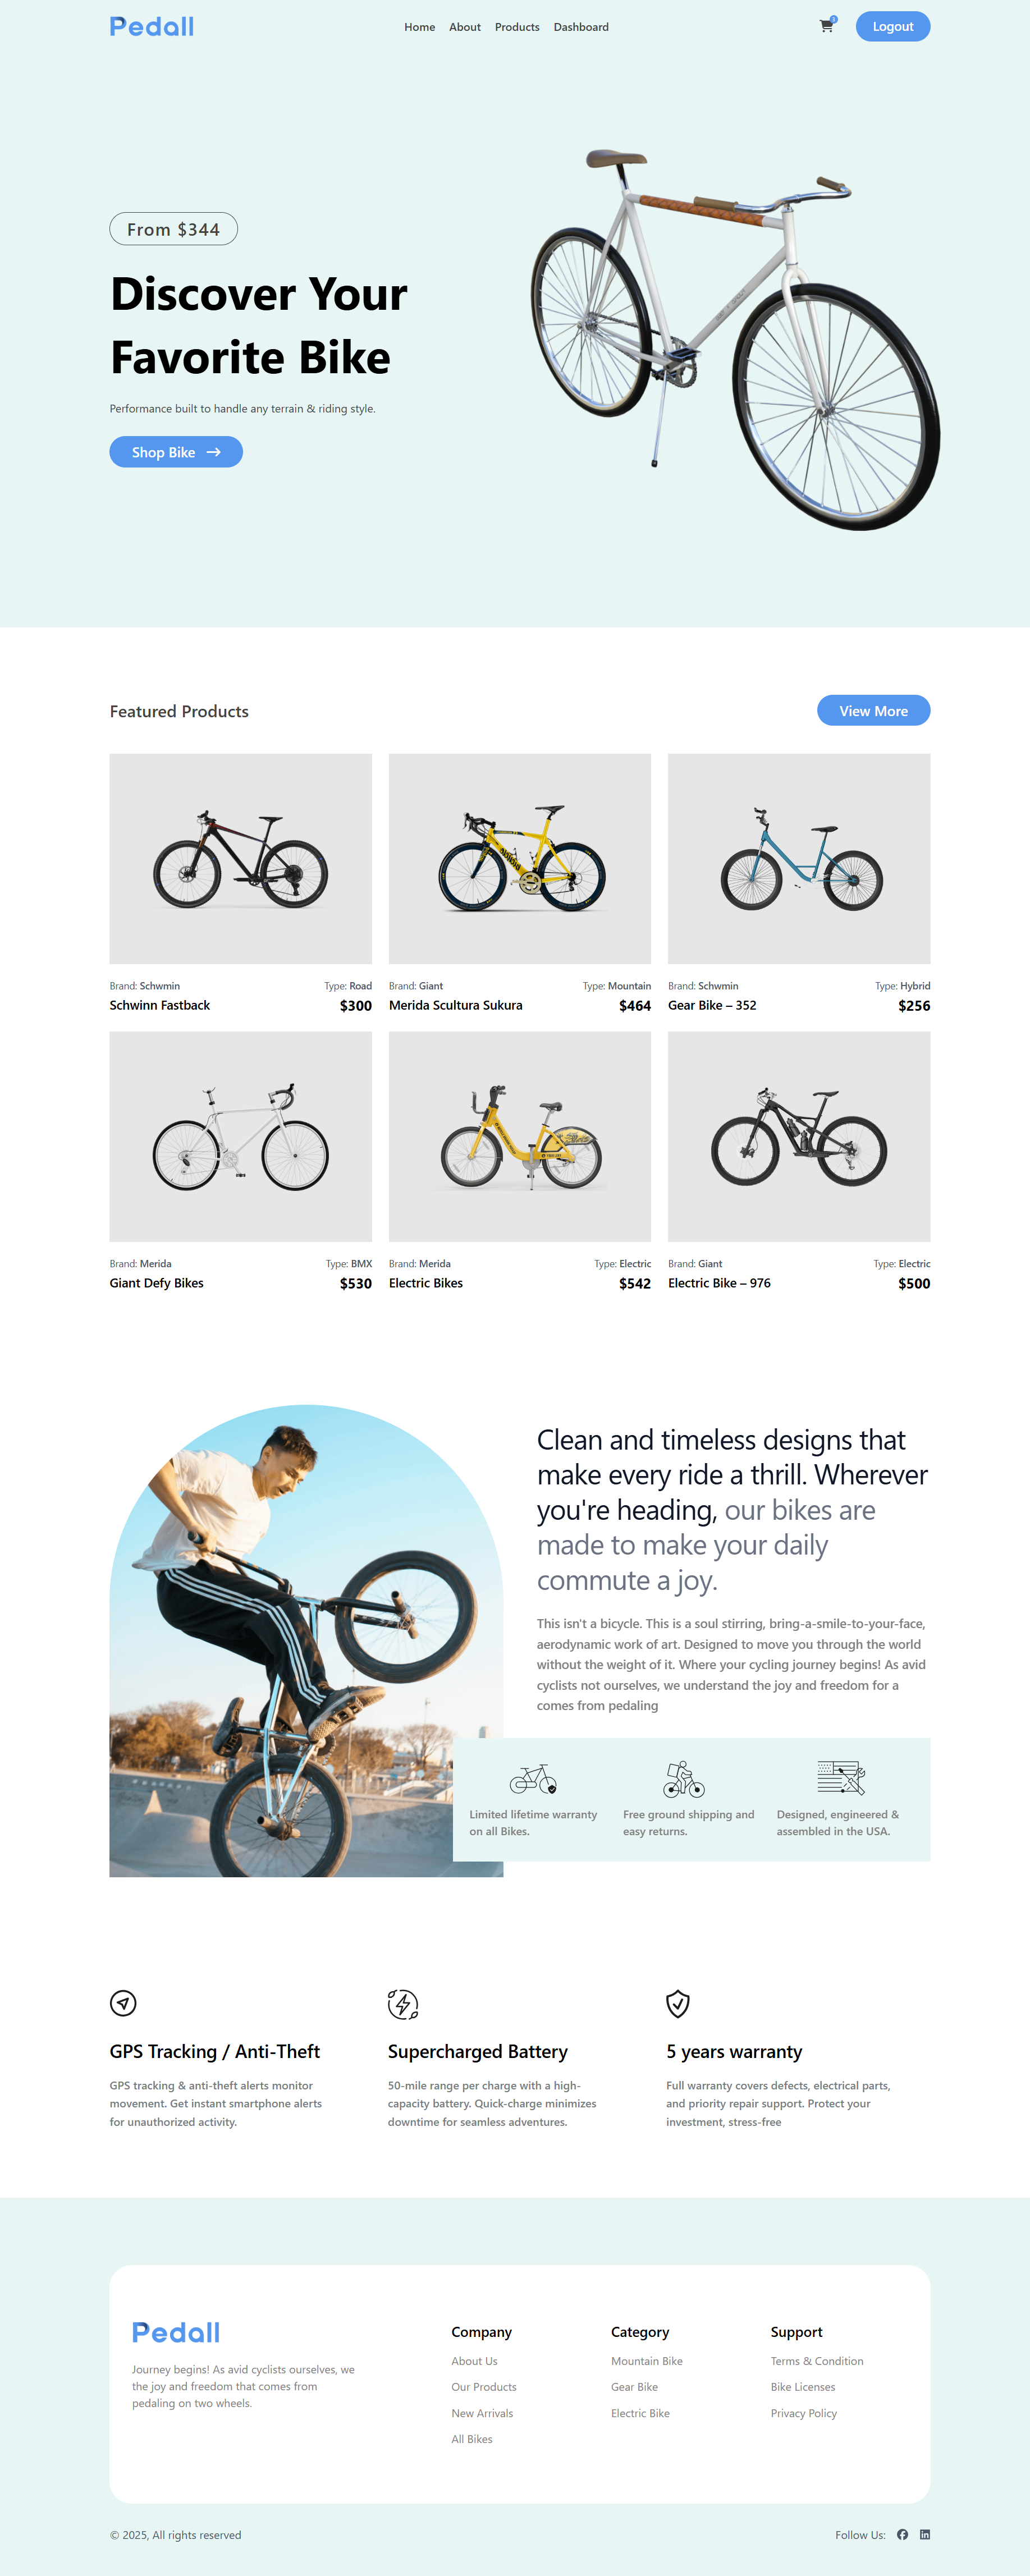 Pedall
Home About Products Dashboard
1
Logout
From $344
Discover Your
Favorite Bike
Performance built to handle any terrain & riding style.
Shop Bike →
Featured Products
View More
Brand: Schwmin Type: Road
Schwinn Fastback $300
Brand: Giant Type: Mountain
Merida Scultura Sukura $464
Brand: Schwmin Type: Hybrid
Gear Bike – 352 $256
Brand: Merida Type: BMX
Giant Defy Bikes $530
Brand: Merida Type: Electric
Electric Bikes $542
Brand: Giant Type: Electric
Electric Bike – 976 $500
Clean and timeless designs that
make every ride a thrill. Wherever
you're heading, our bikes are
made to make your daily
commute a joy.
This isn't a bicycle. This is a soul stirring, bring-a-smile-to-your-face,
aerodynamic work of art. Designed to move you through the world
without the weight of it. Where your cycling journey begins! As avid
cyclists not ourselves, we understand the joy and freedom for a
comes from pedaling
Limited lifetime warranty
on all Bikes.
Free ground shipping and
easy returns.
Designed, engineered &
assembled in the USA.
GPS Tracking / Anti-Theft
GPS tracking & anti-theft alerts monitor
movement. Get instant smartphone alerts
for unauthorized activity.
Supercharged Battery
50-mile range per charge with a high-
capacity battery. Quick-charge minimizes
downtime for seamless adventures.
5 years warranty
Full warranty covers defects, electrical parts,
and priority repair support. Protect your
investment, stress-free
Pedall
Journey begins! As avid cyclists ourselves, we
the joy and freedom that comes from
pedaling on two wheels.
Company
About Us
Our Products
New Arrivals
All Bikes
Category
Mountain Bike
Gear Bike
Electric Bike
Support
Terms & Condition
Bike Licenses
Privacy Policy
© 2025, All rights reserved
Follow Us: